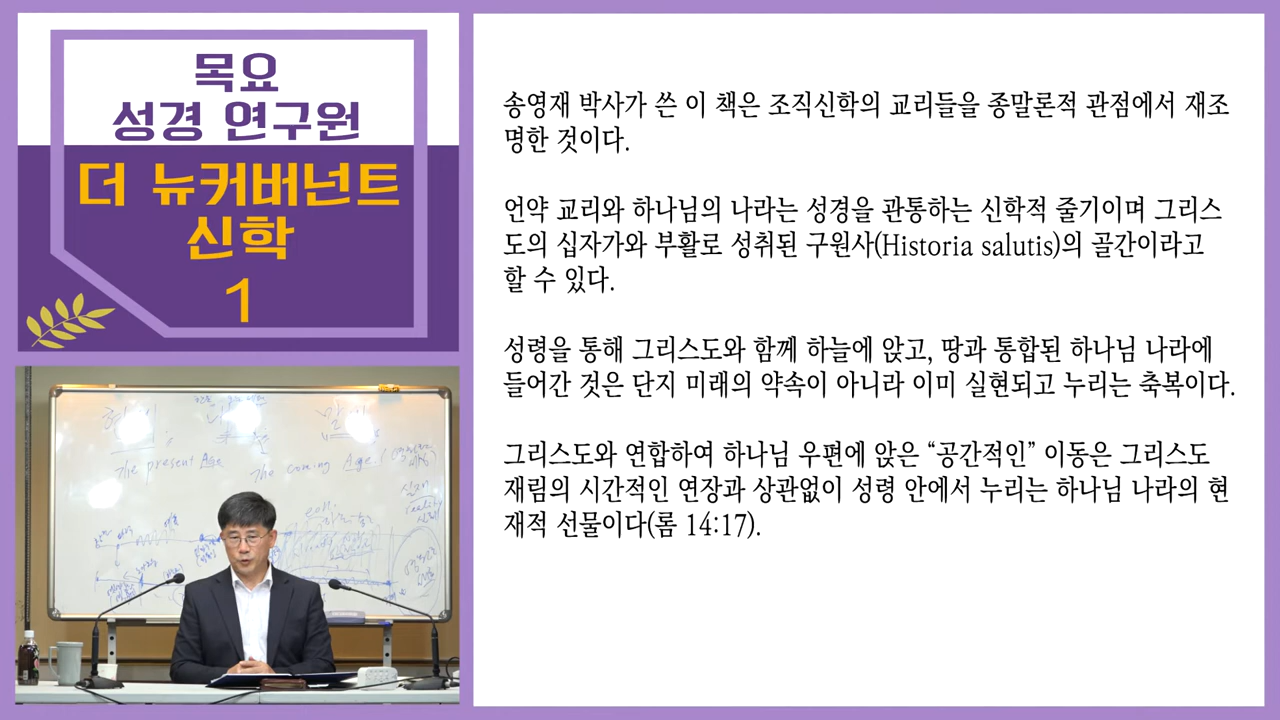 목요
성경 연구원
더 뉴커버넌트
신학
1
송영재 박사가 쓴 이 책은 조직신학의 교리들을 종말론적 관점에서 재조
명한 것이다.
언약 교리와 하나님의 나라는 성경을 관통하는 신학적 줄기이며 그리스
도의 십자가와 부활로 성취된 구원사(Historia salutis)의 골간이라고
할 수 있다.
성령을 통해 그리스도와 함께 하늘에 앉고, 땅과 통합된 하나님 나라에
들어간 것은 단지 미래의 약속이 아니라 이미 실현되고 누리는 축복이다.
그리스도와 연합하여 하나님 우편에 앉은 “공간적인” 이동은 그리스도
재림의 시간적인 연장과 상관없이 성령 안에서 누리는 하나님 나라의 현
재적 선물이다(롬 14:17).
The present Age
The coming Age
reality